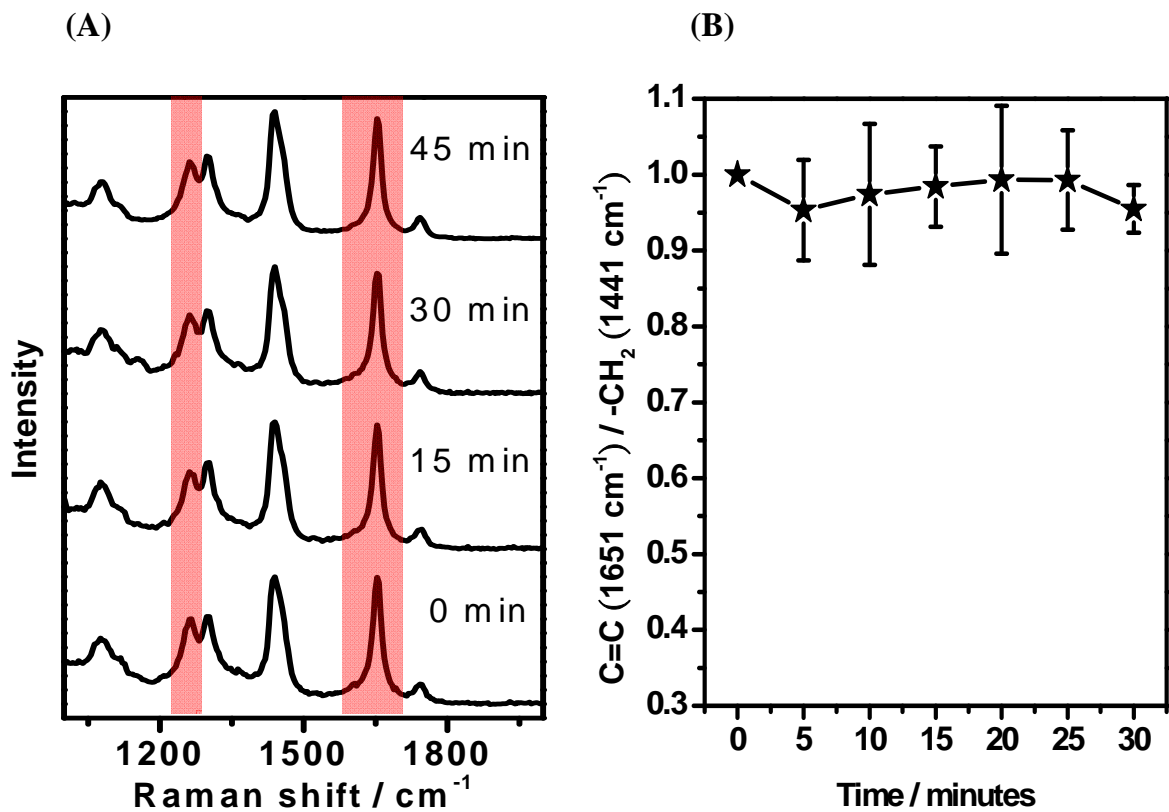 (A)
45 min
30 min
15 min
0 min
Intensity
1200 1500 1800
Raman shift / cm⁻¹
(B)
1.1
1.0
0.9
0.8
0.7
0.6
0.5
0.4
0.3
C=C (1651 cm⁻¹) / -CH₂ (1441 cm⁻¹)
0 5 10 15 20 25 30
Time / minutes